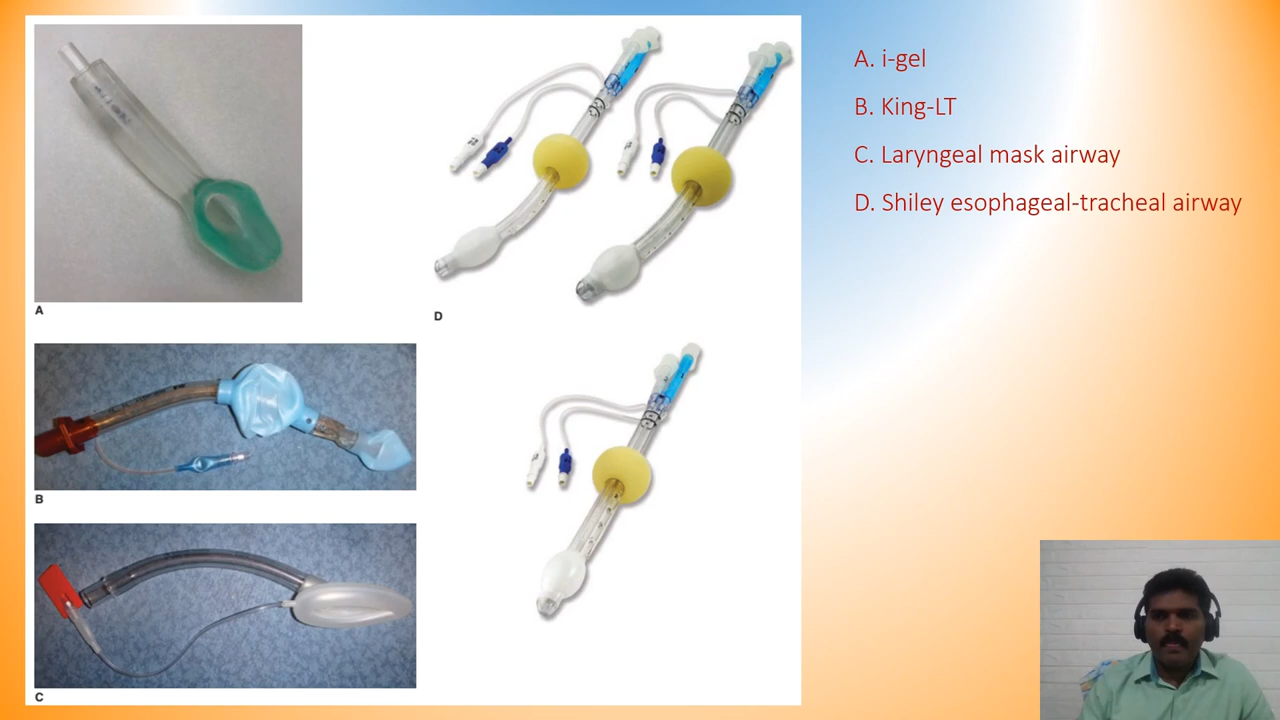 A. i-gel
B. King-LT
C. Laryngeal mask airway
D. Shiley esophageal-tracheal airway
A
D
B
C